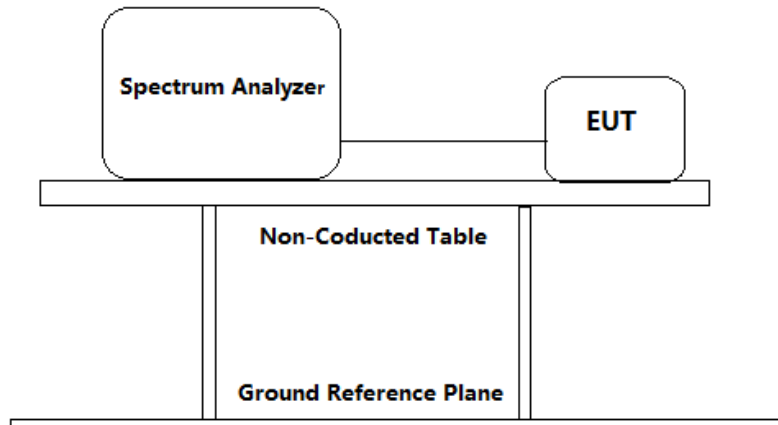 Spectrum Analyzer
EUT
Non-Coducted Table
Ground Reference Plane